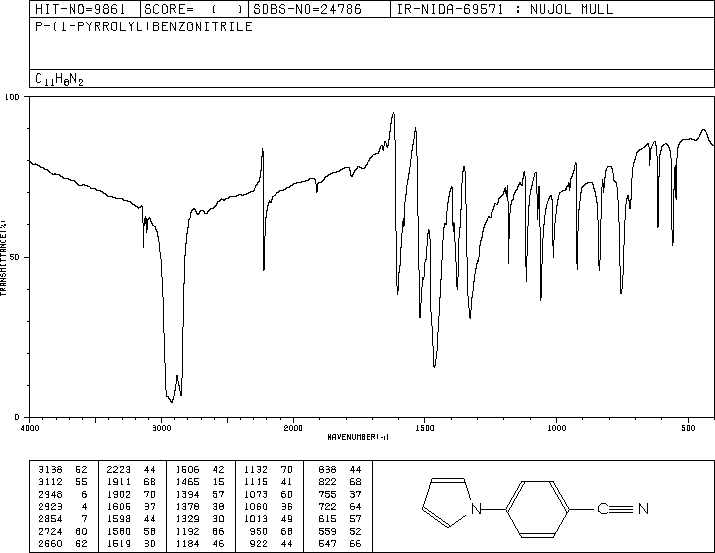 HIT-NO=9861 SCORE= ( ) SDBS-NO=24786 IR-NIDA-69571 : NUJOL MULL
P-(1-PYRROLYL)BENZONITRILE
C11H8N2
100
50
0
TRANSMITTANCE(%)
4000 3000 2000 1500 1000 500
WAVENUMBER(-1)
3138 52 2223 44 1506 42 1132 70 838 44
3112 55 1911 68 1465 15 1115 41 822 68
2948 6 1902 70 1394 57 1073 60 755 37
2923 4 1605 37 1378 38 1060 36 722 64
2854 7 1598 44 1329 30 1013 49 615 57
2724 60 1580 58 1192 66 950 68 559 52
2660 62 1519 30 1184 46 922 44 547 66
N C N